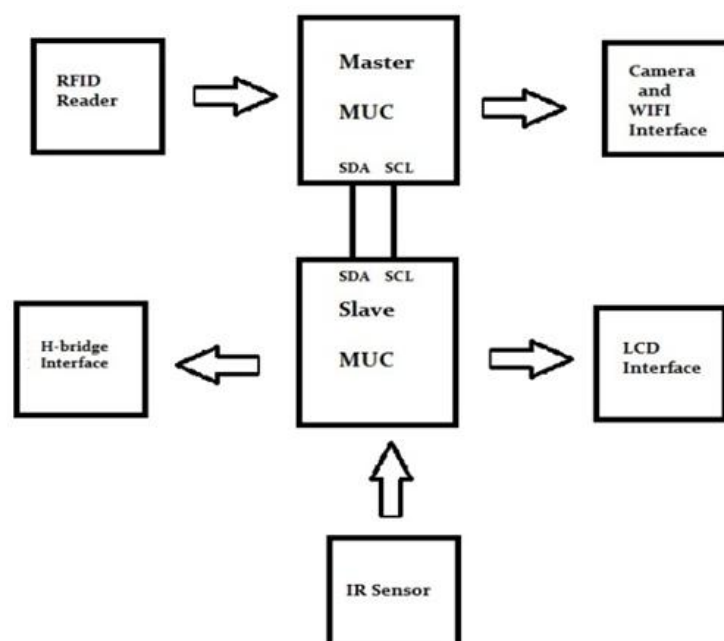 RFID
Reader
Master
MUC
SDA SCL
Camera
and
WIFI
Interface
SDA SCL
Slave
MUC
H-bridge
Interface
LCD
Interface
IR Sensor